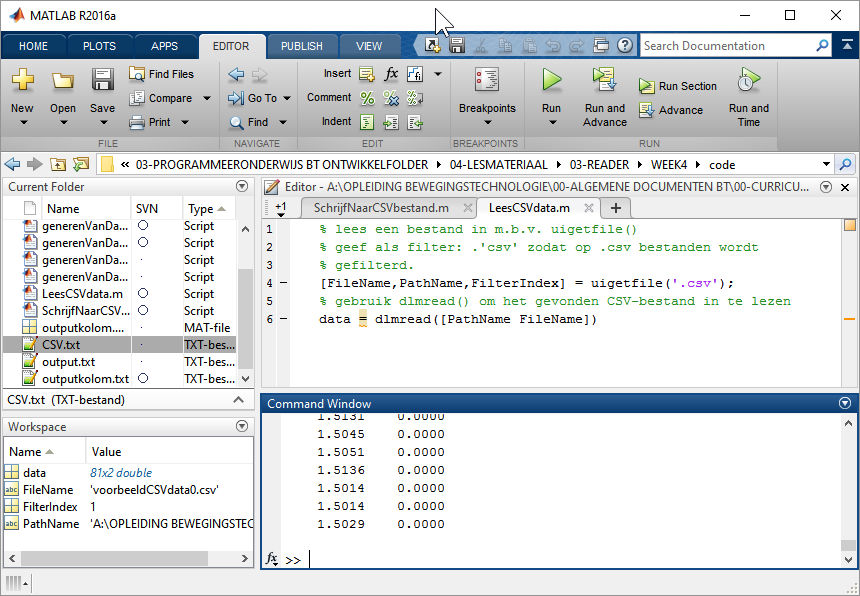 MATLAB R2016a
HOME PLOTS APPS EDITOR PUBLISH VIEW
Search Documentation
New Open Save
Find Files
Compare
Print
FILE
Go To
Find
NAVIGATE
Insert fx
Comment
Indent
EDIT
Breakpoints
BREAKPOINTS
Run
Run and Advance
Run Section
Advance
Run and Time
RUN
« 03-PROGRAMMEERONDERWIJS BT ONTWIKKELFOLDER 04-LESMATERIAAL 03-READER WEEK4 code
Current Folder
Name SVN Type
generenVanDa... Script
generenVanDa... Script
generenVanDa... Script
generenVanDa... Script
LeesCSVdata.m Script
SchrijfNaarCSV... Script
outputkolom.... MAT-file
CSV.txt TXT-bes...
output.txt TXT-bes...
outputkolom.txt TXT-bes...
CSV.txt (TXT-bestand)
Workspace
Name Value
data 81x2 double
FileName 'voorbeeldCSVdata0.csv'
FilterIndex 1
PathName 'A:\OPLEIDING BEWEGINGSTEC
Editor - A:\OPLEIDING BEWEGINGSTECHNOLOGIE\00-ALGEMENE DOCUMENTEN BT\00-CURRICU...
+1 SchrijfNaarCSVbestand.m LeesCSVdata.m +
1 % lees een bestand in m.b.v. uigetfile()
2 % geef als filter: .'csv' zodat op .csv bestanden wordt
3 % gefilterd.
4 [FileName,PathName,FilterIndex] = uigetfile('.csv');
5 % gebruik dlmread() om het gevonden CSV-bestand in te lezen
6 data = dlmread([PathName FileName])
Command Window
1.5131 0.0000
1.5045 0.0000
1.5051 0.0000
1.5136 0.0000
1.5014 0.0000
1.5014 0.0000
1.5029 0.0000
fx >>